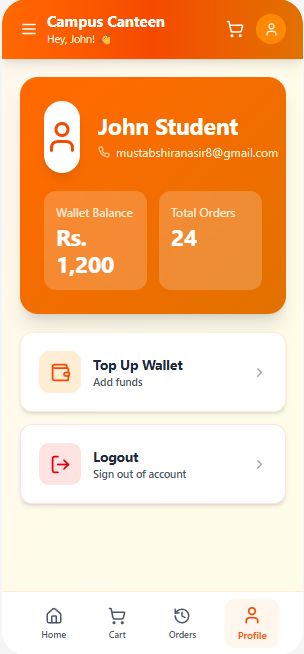 Campus Canteen
Hey, John! 👋
John Student
mustabshiranasir8@gmail.com
Wallet Balance
Rs.
1,200
Total Orders
24
Top Up Wallet
Add funds
Logout
Sign out of account
Home
Cart
Orders
Profile